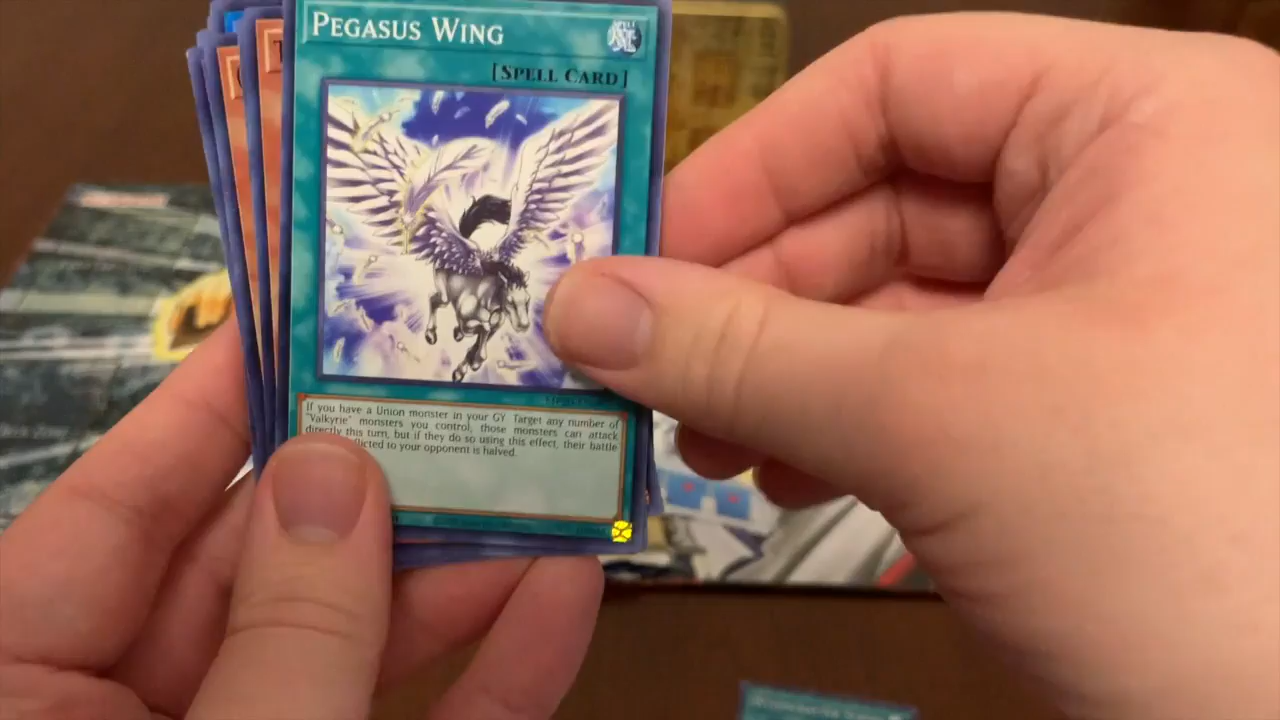 PEGASUS WING
[SPELL CARD]
If you have a Union monster in your GY: Target any number of
"Valkyrie" monsters you control; those monsters can attack
directly this turn, but if they do so using this effect, their battle
inflicted to your opponent is halved.